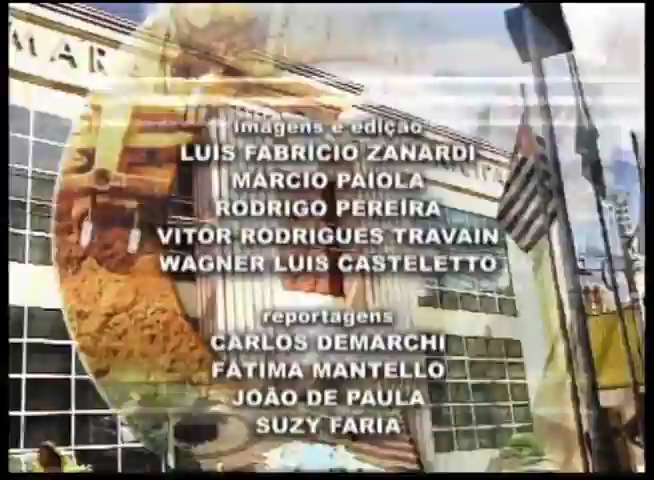 MAR
imagens e edição
LUIS FABRICIO ZANARDI
MARCIO PAIOLA
RODRIGO PEREIRA
VITOR RODRIGUES TRAVAIN
WAGNER LUIS CASTELETTO
reportagens
CARLOS DEMARCHI
FÁTIMA MANTELLO
JOÃO DE PAULA
SUZY FARIA